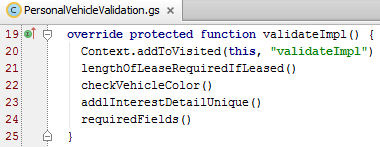 PersonalVehicleValidation.gs
19 override protected function validateImpl() {
20 Context.addToVisited(this, "validateImpl")
21 lengthOfLeaseRequiredIfLeased()
22 checkVehicleColor()
23 addlInterestDetailUnique()
24 requiredFields()
25 }